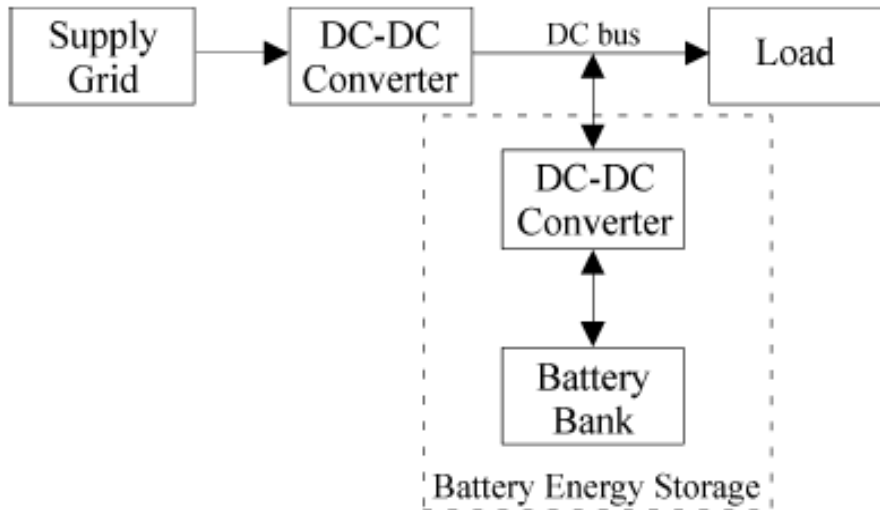 Supply
Grid
DC-DC
Converter
DC bus
Load
DC-DC
Converter
Battery
Bank
Battery Energy Storage